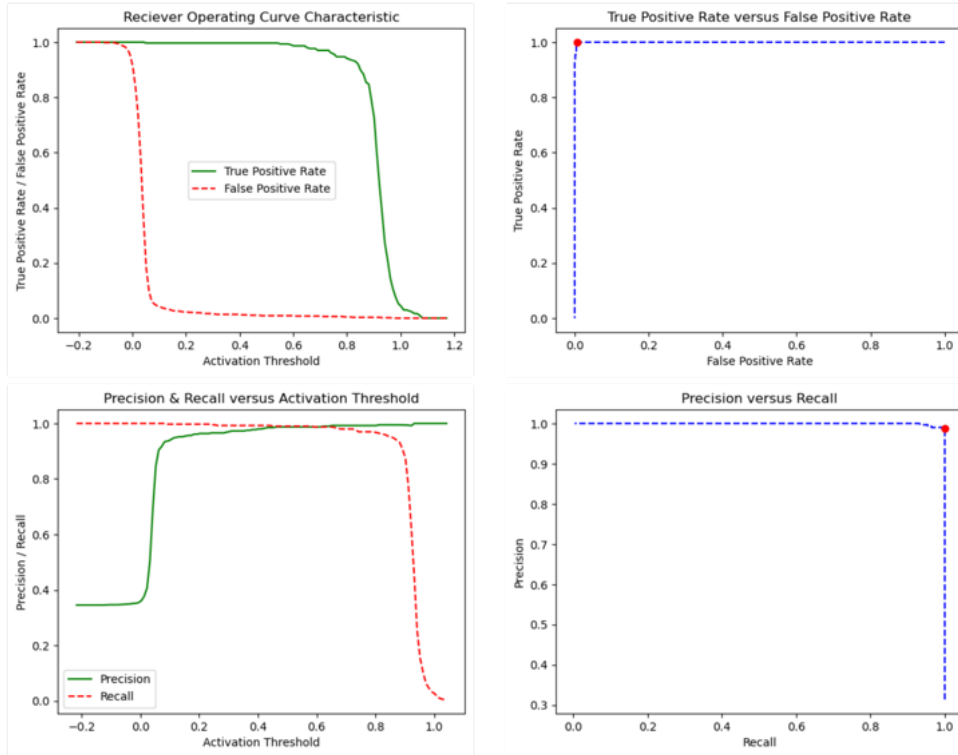 Reciever Operating Curve Characteristic
True Positive Rate / False Positive Rate
1.0
0.8
0.6
0.4
0.2
0.0
True Positive Rate
False Positive Rate
−0.2 0.0 0.2 0.4 0.6 0.8 1.0 1.2
Activation Threshold
True Positive Rate versus False Positive Rate
True Positive Rate
1.0
0.8
0.6
0.4
0.2
0.0
0.0 0.2 0.4 0.6 0.8 1.0
False Positive Rate
Precision & Recall versus Activation Threshold
Precision / Recall
1.0
0.8
0.6
0.4
0.2
0.0
Precision
Recall
−0.2 0.0 0.2 0.4 0.6 0.8 1.0
Activation Threshold
Precision versus Recall
Precision
1.0
0.9
0.8
0.7
0.6
0.5
0.4
0.3
0.0 0.2 0.4 0.6 0.8 1.0
Recall